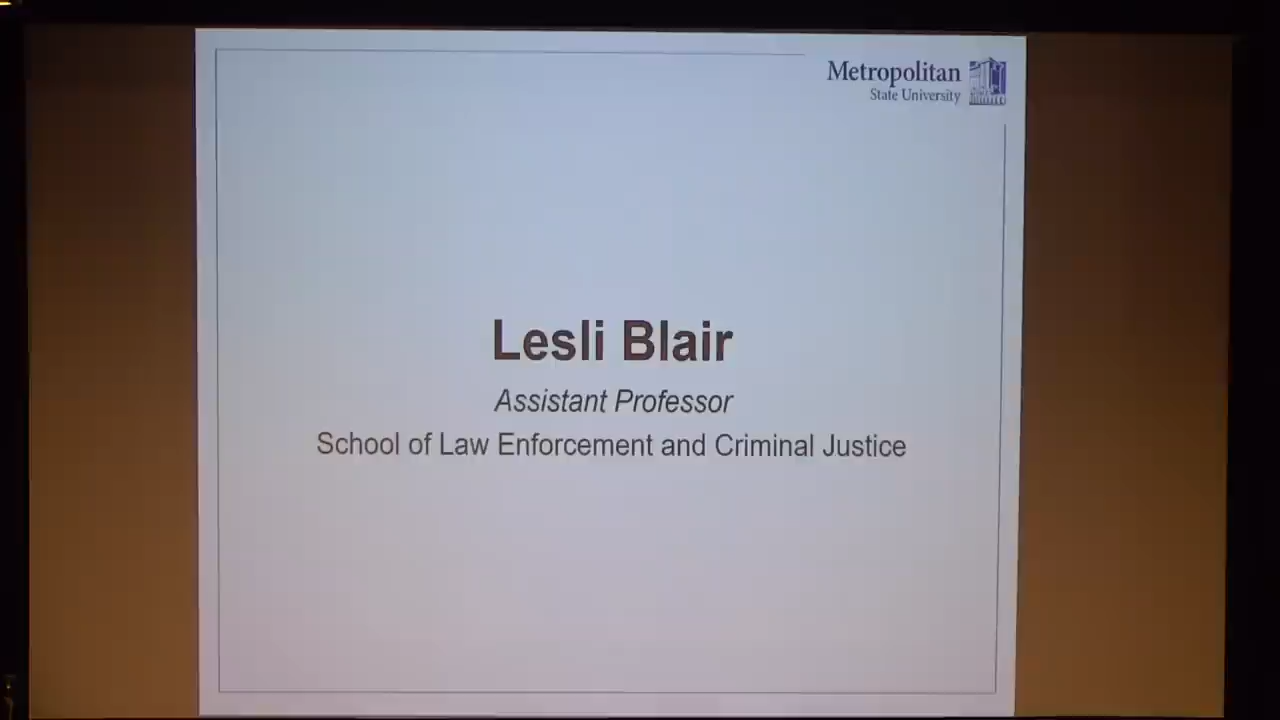 Metropolitan
State University
Lesli Blair
Assistant Professor
School of Law Enforcement and Criminal Justice